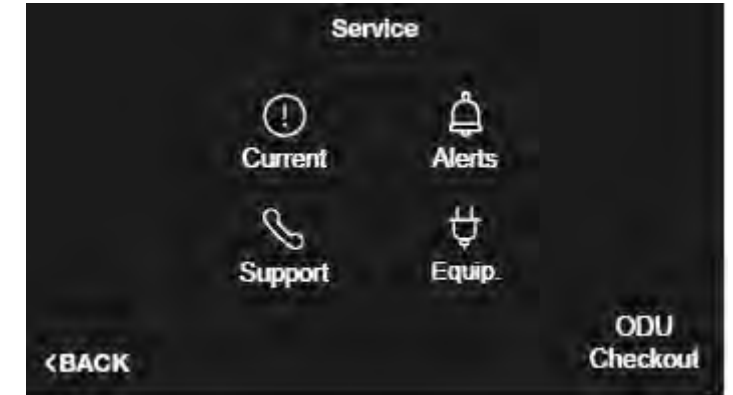 Service
Current
Alerts
Support
Equip.
ODU
Checkout
<BACK